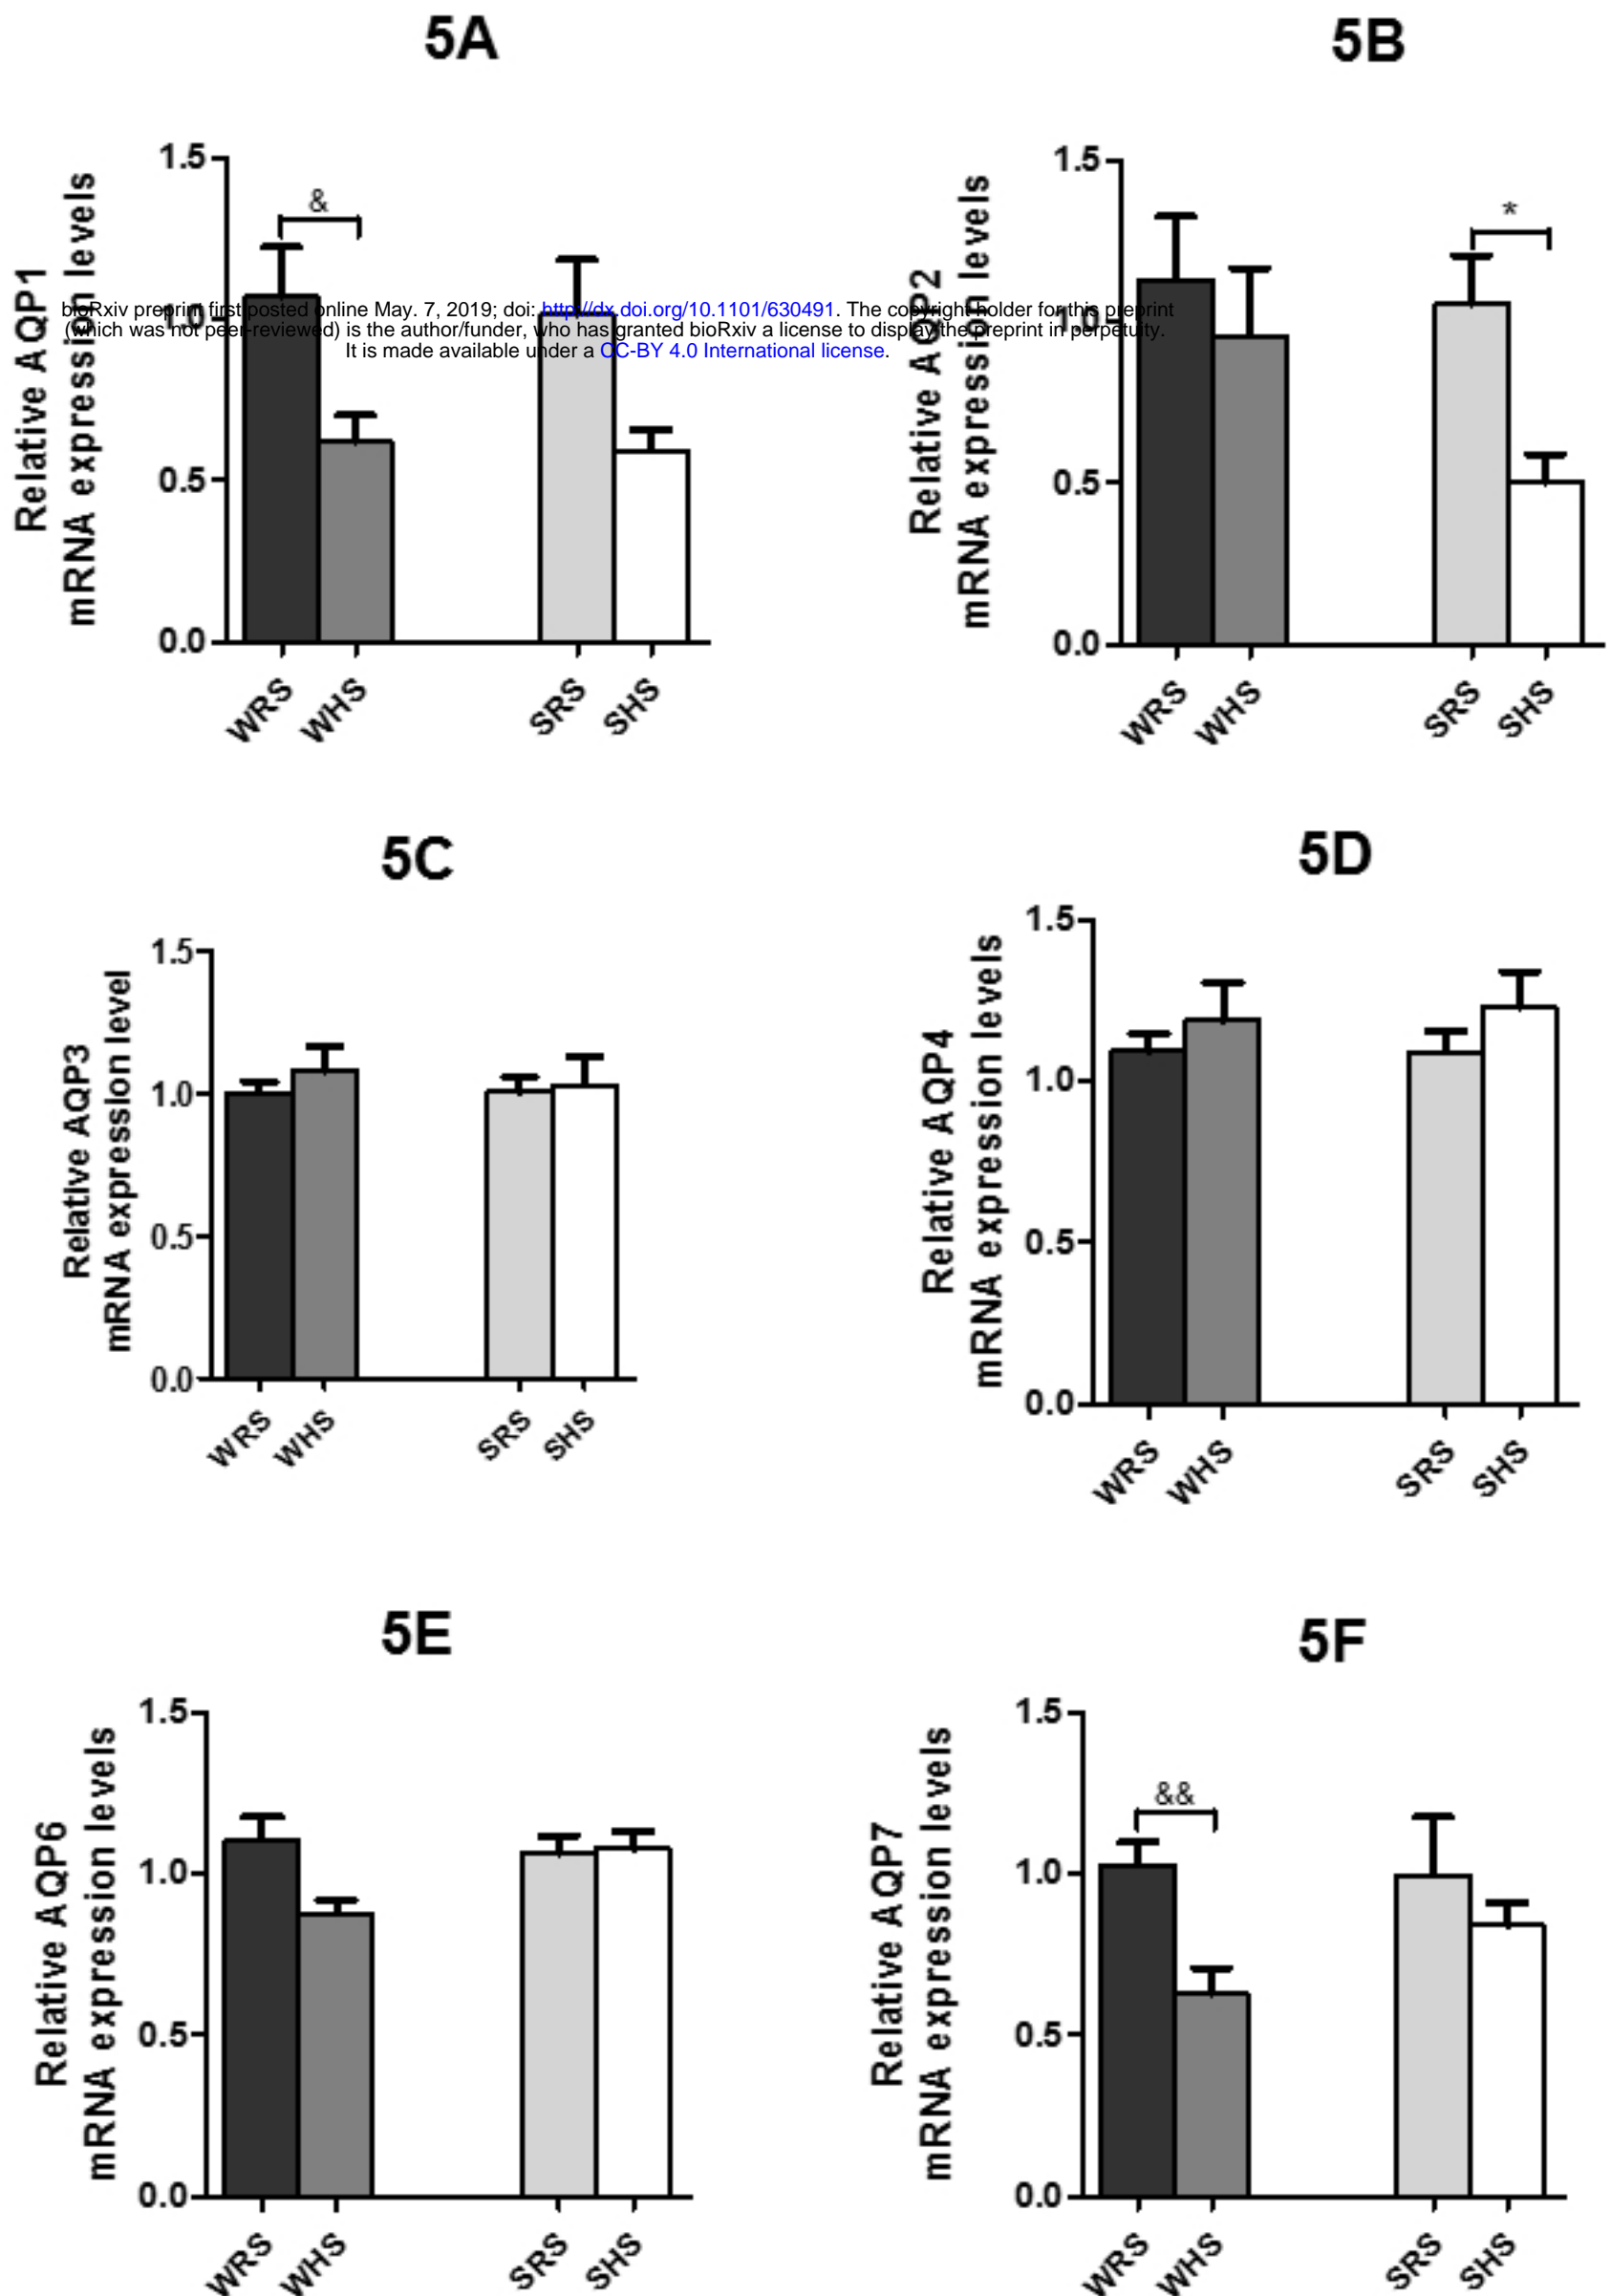 5A
5B
1.5
1.0
0.5
0.0
Relative AQP1
mRNA expression levels
&
WRS
WHS
SRS
SHS
1.5
1.0
0.5
0.0
Relative AQP2
mRNA expression levels
*
WRS
WHS
SRS
SHS
bioRxiv preprint first posted online May. 7, 2019; doi: http://dx.doi.org/10.1101/630491. The copyright holder for this preprint
(which was not peer-reviewed) is the author/funder, who has granted bioRxiv a license to display the preprint in perpetuity.
It is made available under a CC-BY 4.0 International license.
5C
5D
1.5
1.0
0.5
0.0
Relative AQP3
mRNA expression level
WRS
WHS
SRS
SHS
1.5
1.0
0.5
0.0
Relative AQP4
mRNA expression levels
WRS
WHS
SRS
SHS
5E
5F
1.5
1.0
0.5
0.0
Relative AQP6
mRNA expression levels
WRS
WHS
SRS
SHS
1.5
1.0
0.5
0.0
Relative AQP7
mRNA expression levels
&&
WRS
WHS
SRS
SHS